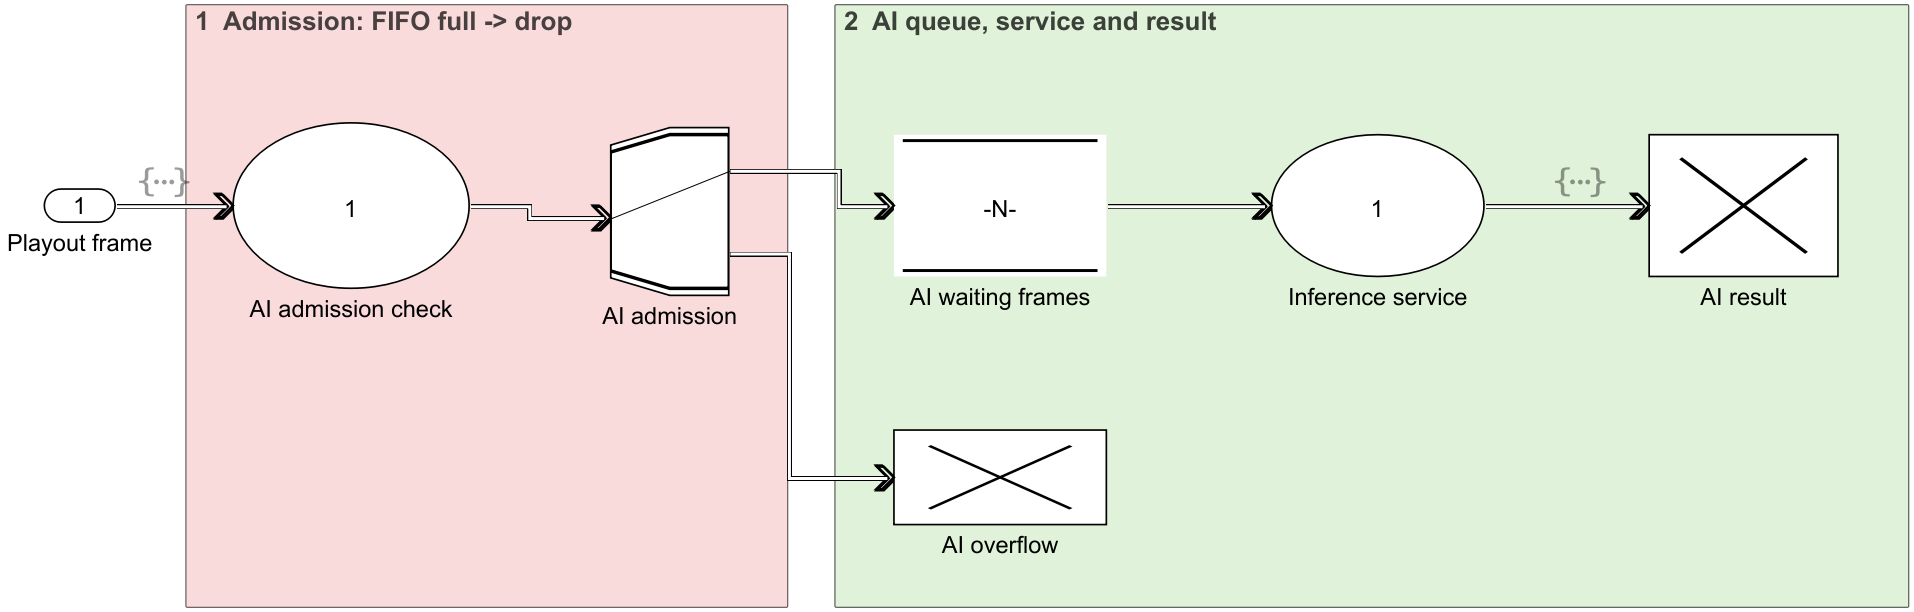 1 Admission: FIFO full -> drop
2 AI queue, service and result
{...}
1
Playout frame
1
AI admission check
AI admission
-N-
AI waiting frames
1
Inference service
{...}
AI result
AI overflow